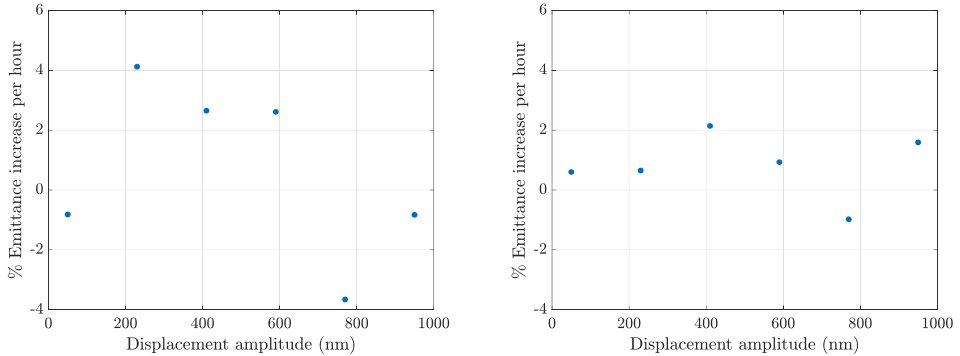 6
4
2
0
-2
-4
0 200 400 600 800 1000
% Emittance increase per hour
Displacement amplitude (nm)
6
4
2
0
-2
-4
0 200 400 600 800 1000
% Emittance increase per hour
Displacement amplitude (nm)